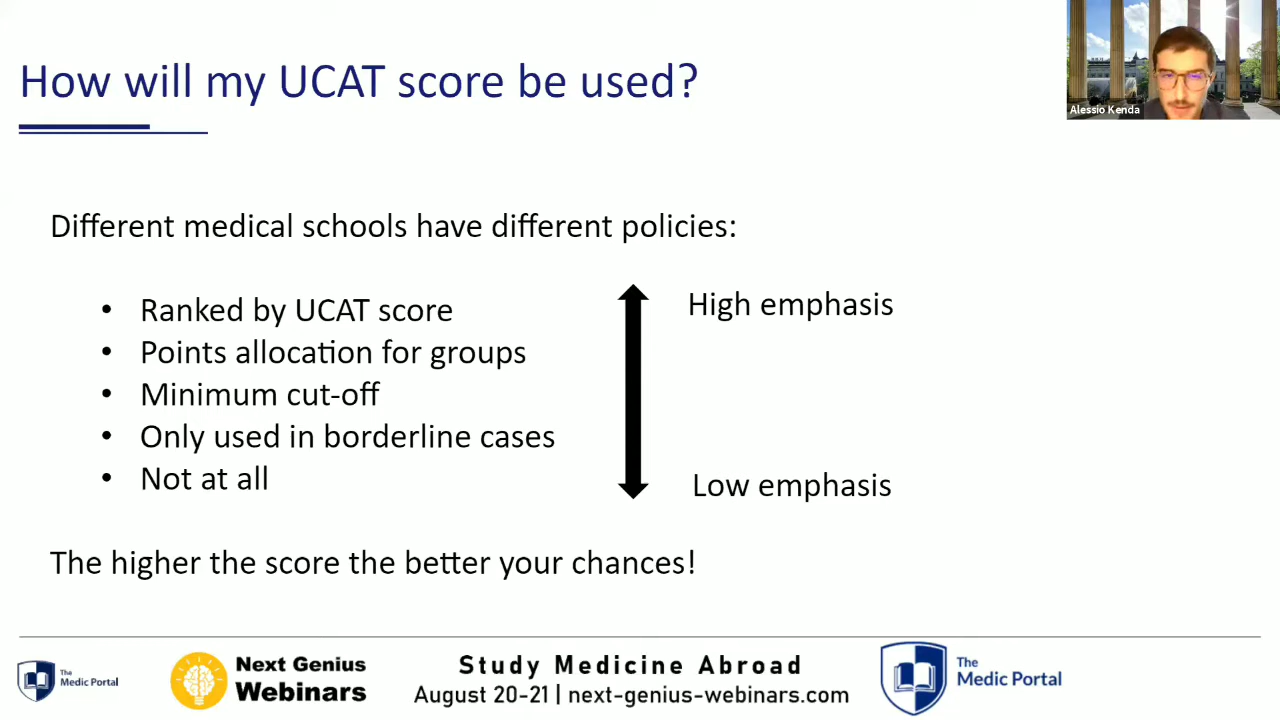 How will my UCAT score be used?
Alessio Kenda
Different medical schools have different policies:
• Ranked by UCAT score
• Points allocation for groups
• Minimum cut-off
• Only used in borderline cases
• Not at all
High emphasis
Low emphasis
The higher the score the better your chances!
The
Medic Portal
Next Genius
Webinars
Study Medicine Abroad
August 20-21 | next-genius-webinars.com
The
Medic Portal